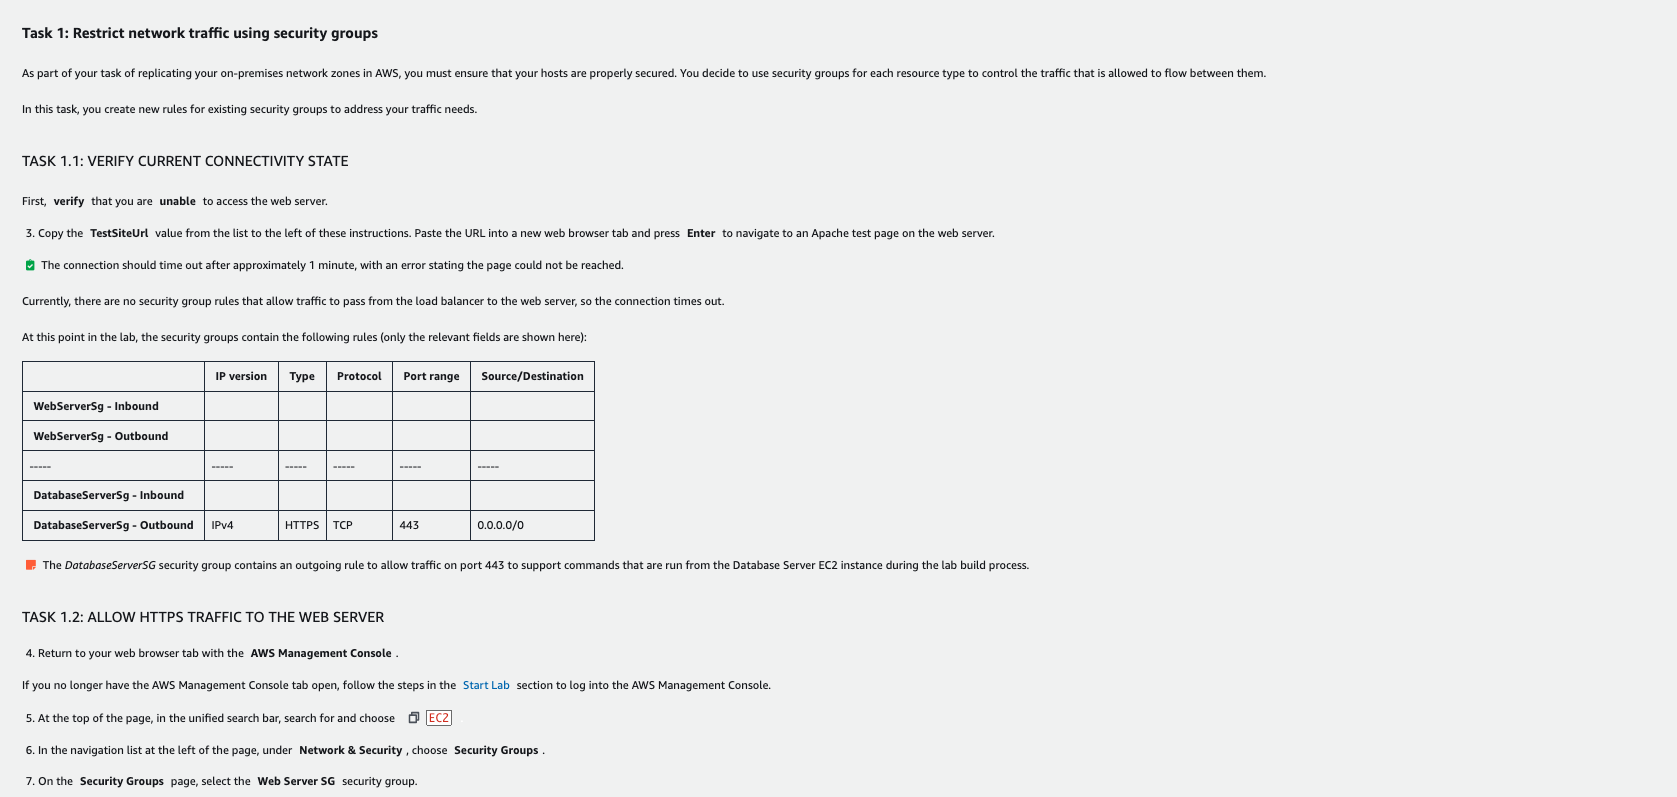 Task 1: Restrict network traffic using security groups
As part of your task of replicating your on-premises network zones in AWS, you must ensure that your hosts are properly secured. You decide to use security groups for each resource type to control the traffic that is allowed to flow between them.
In this task, you create new rules for existing security groups to address your traffic needs.
TASK 1.1: VERIFY CURRENT CONNECTIVITY STATE
First, verify that you are unable to access the web server.
3. Copy the TestSiteUrl value from the list to the left of these instructions. Paste the URL into a new web browser tab and press Enter to navigate to an Apache test page on the web server.
The connection should time out after approximately 1 minute, with an error stating the page could not be reached.
Currently, there are no security group rules that allow traffic to pass from the load balancer to the web server, so the connection times out.
At this point in the lab, the security groups contain the following rules (only the relevant fields are shown here):
IP version Type Protocol Port range Source/Destination
WebServerSg - Inbound
WebServerSg - Outbound
----- ----- ----- ----- ----- -----
DatabaseServerSg - Inbound
DatabaseServerSg - Outbound IPv4 HTTPS TCP 443 0.0.0.0/0
The DatabaseServerSG security group contains an outgoing rule to allow traffic on port 443 to support commands that are run from the Database Server EC2 instance during the lab build process.
TASK 1.2: ALLOW HTTPS TRAFFIC TO THE WEB SERVER
4. Return to your web browser tab with the AWS Management Console .
If you no longer have the AWS Management Console tab open, follow the steps in the Start Lab section to log into the AWS Management Console.
5. At the top of the page, in the unified search bar, search for and choose EC2
6. In the navigation list at the left of the page, under Network & Security , choose Security Groups .
7. On the Security Groups page, select the Web Server SG security group.